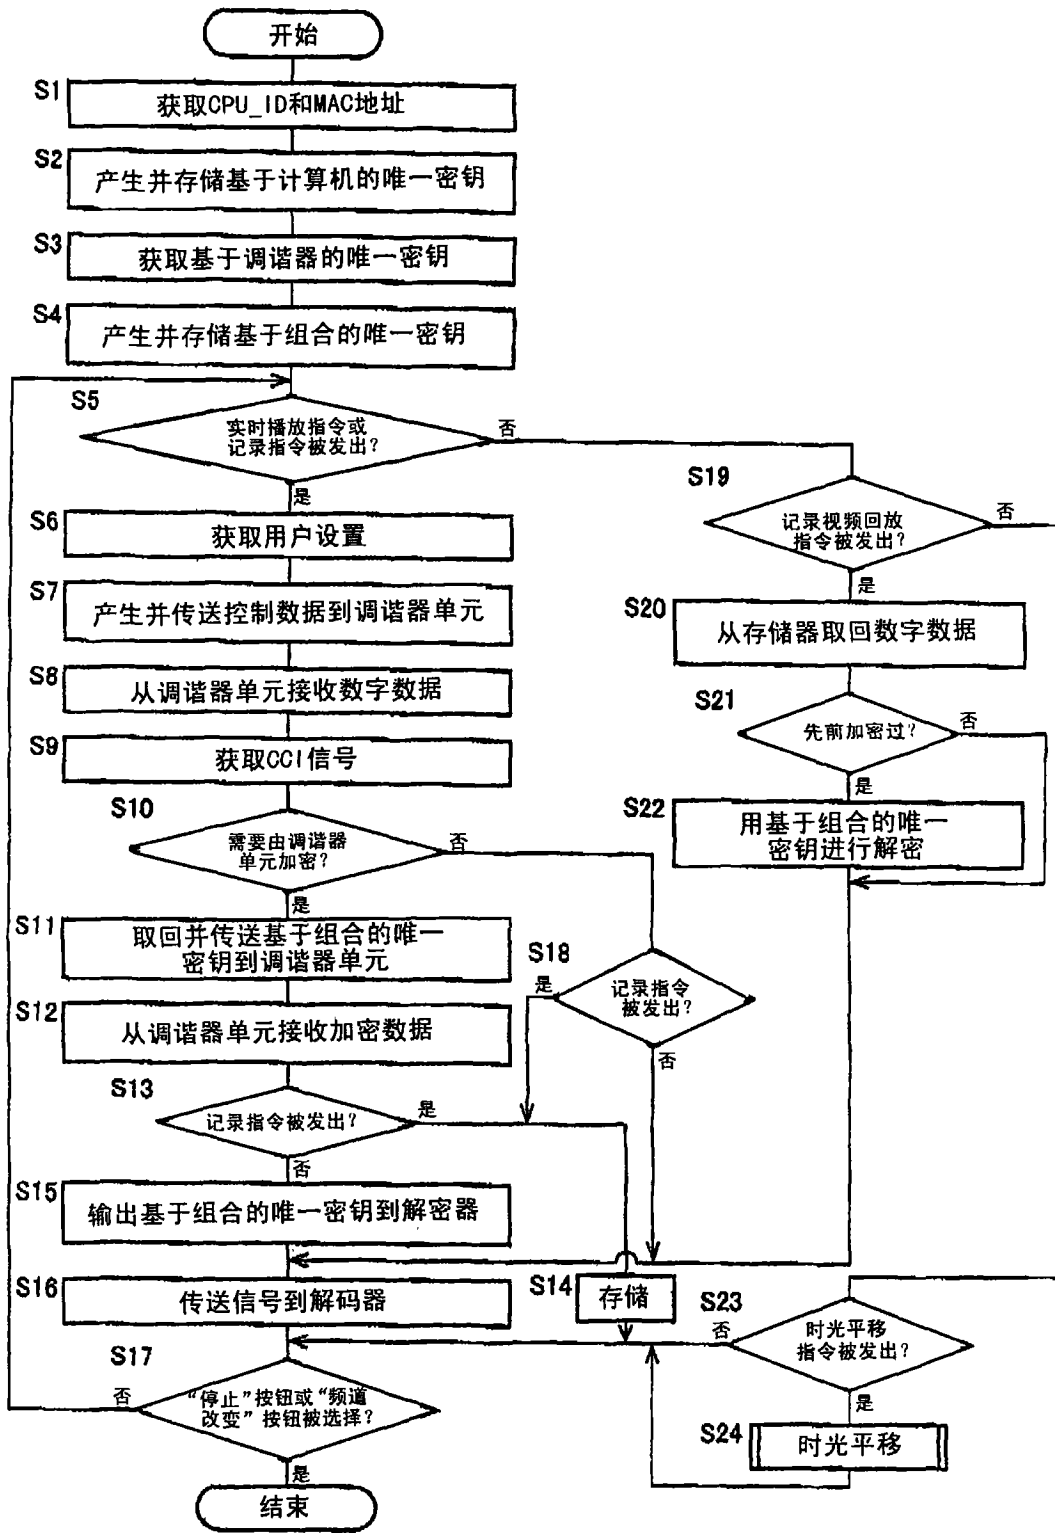 开始
S1
获取CPU_ID和MAC地址
S2
产生并存储基于计算机的唯一密钥
S3
获取基于调谐器的唯一密钥
S4
产生并存储基于组合的唯一密钥
S5
实时播放指令或
记录指令被发出?
否
是
S6
获取用户设置
S7
产生并传送控制数据到调谐器单元
S8
从调谐器单元接收数字数据
S9
获取CCI信号
S10
需要由调谐器
单元加密?
否
是
S11
取回并传送基于组合的唯一
密钥到调谐器单元
S12
从调谐器单元接收加密数据
S13
记录指令被发出?
是
否
S15
输出基于组合的唯一密钥到解密器
S16
传送信号到解码器
S17
“停止”按钮或“频道
改变”按钮被选择?
否
是
结束
S18
记录指令
被发出?
是
否
S14
存储
S19
记录视频回放
指令被发出?
否
是
S20
从存储器取回数字数据
S21
先前加密过?
否
是
S22
用基于组合的唯一
密钥进行解密
S23
时光平移
指令被发出?
否
是
S24
时光平移